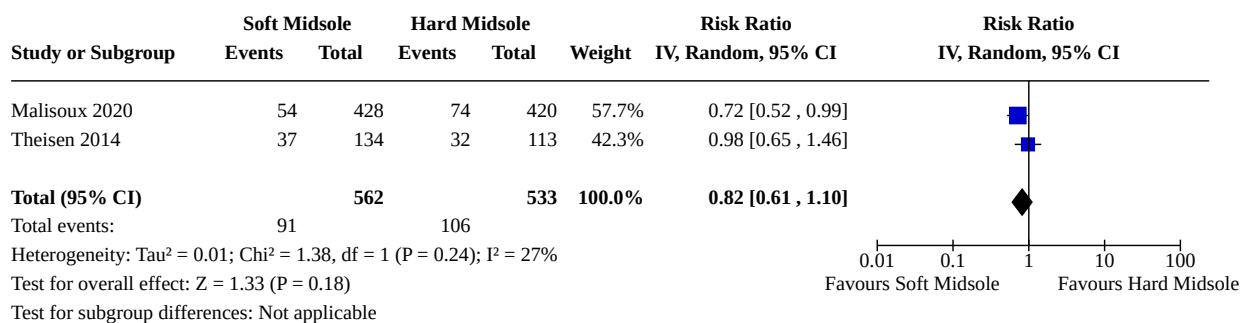 Soft Midsole Hard Midsole Risk Ratio Risk Ratio
Study or Subgroup Events Total Events Total Weight IV, Random, 95% CI IV, Random, 95% CI
Malisoux 2020 54 428 74 420 57.7% 0.72 [0.52 , 0.99]
Theisen 2014 37 134 32 113 42.3% 0.98 [0.65 , 1.46]
Total (95% CI) 562 533 100.0% 0.82 [0.61 , 1.10]
Total events: 91 106
Heterogeneity: Tau² = 0.01; Chi² = 1.38, df = 1 (P = 0.24); I² = 27%
0.01 0.1 1 10 100
Test for overall effect: Z = 1.33 (P = 0.18) Favours Soft Midsole Favours Hard Midsole
Test for subgroup differences: Not applicable